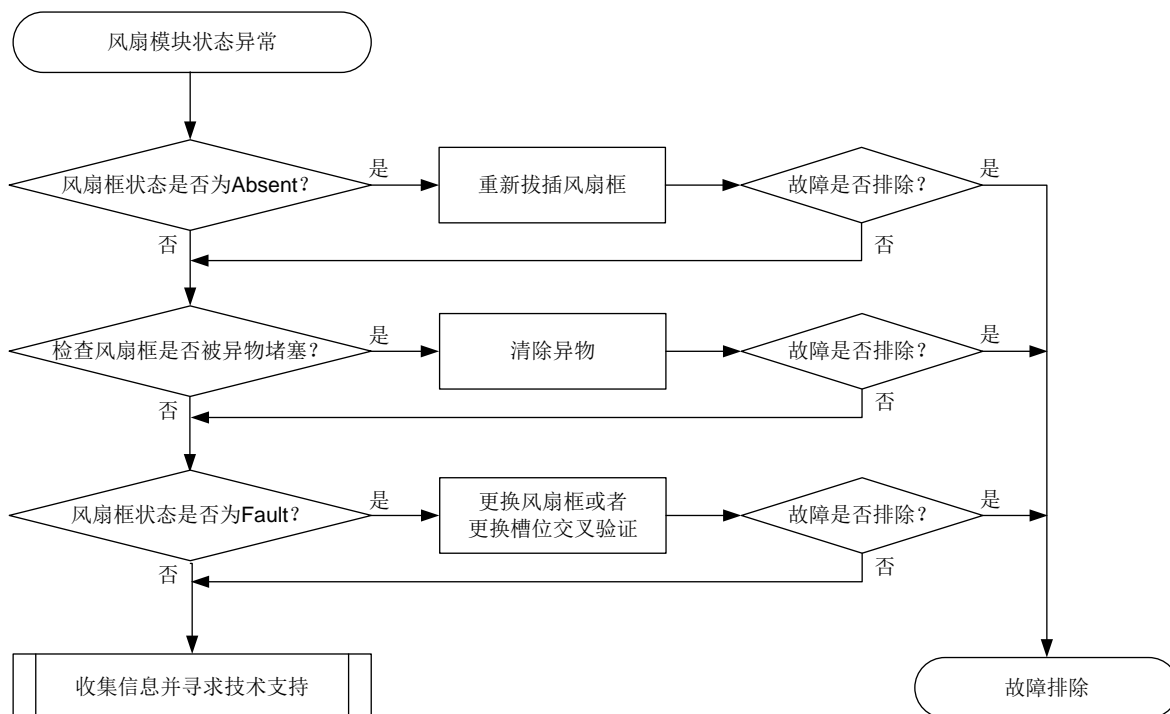 风扇模块状态异常
风扇框状态是否为Absent？
是
重新拔插风扇框
故障是否排除？
是
否
否
检查风扇框是否被异物堵塞？
是
清除异物
故障是否排除？
是
否
否
风扇框状态是否为Fault？
是
更换风扇框或者
更换槽位交叉验证
故障是否排除？
是
否
否
收集信息并寻求技术支持
故障排除